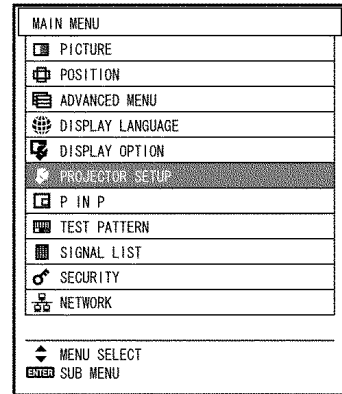 MAIN MENU
PICTURE
POSITION
ADVANCED MENU
DISPLAY LANGUAGE
DISPLAY OPTION
PROJECTOR SETUP
P IN P
TEST PATTERN
SIGNAL LIST
SECURITY
NETWORK
MENU SELECT
ENTER SUB MENU